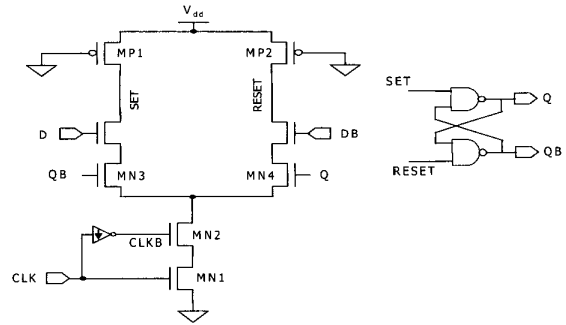 Vdd
MP1
MP2
SET
RESET
D
DB
QB
MN3
MN4
Q
CLKB
MN2
CLK
MN1
SET
Q
QB
RESET